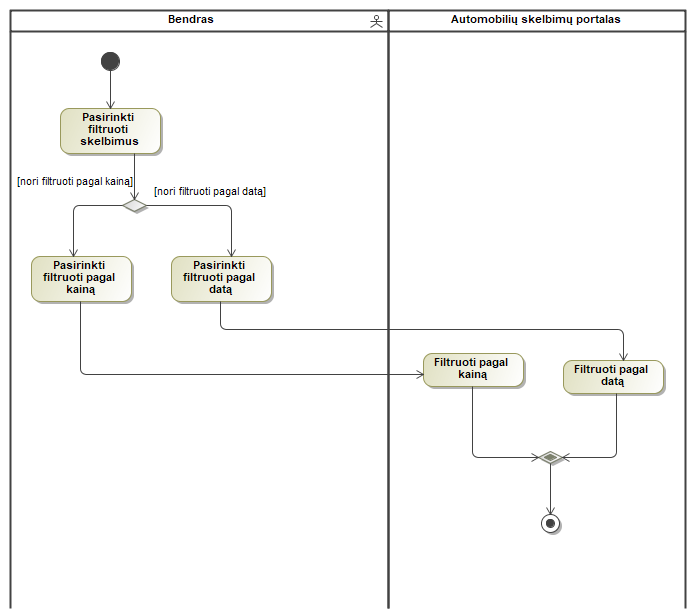 Bendras
Automobilių skelbimų portalas
Pasirinkti
filtruoti
skelbimus
[nori filtruoti pagal kainą]
[nori filtruoti pagal datą]
Pasirinkti
filtruoti pagal
kainą
Pasirinkti
filtruoti pagal
datą
Filtruoti pagal
kainą
Filtruoti pagal
datą